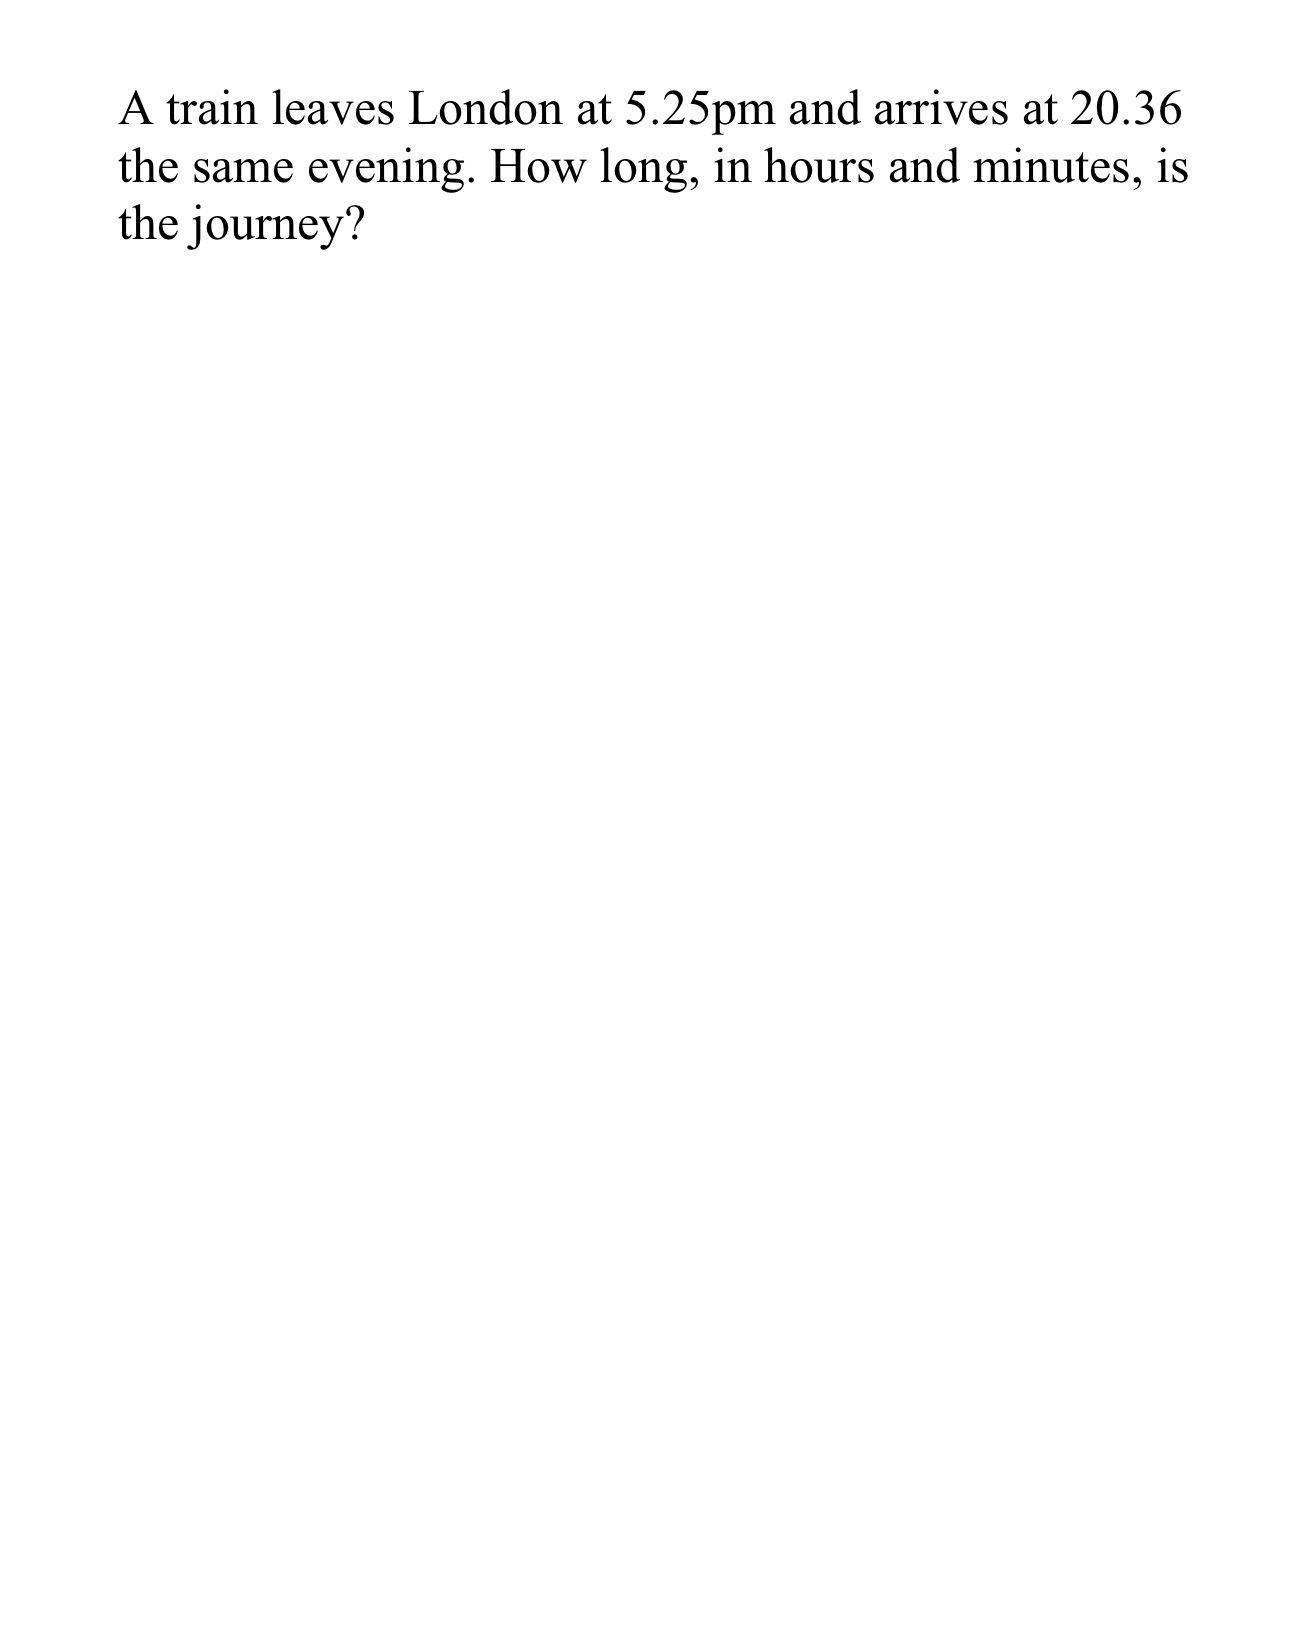 A train leaves London at 5.25pm and arrives at 20.36
the same evening. How long, in hours and minutes, is
the journey?